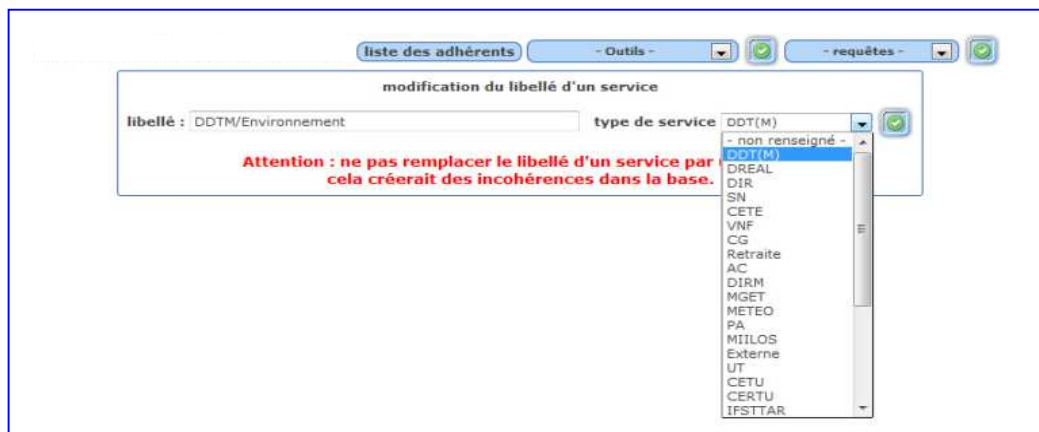 liste des adhérents - Outils - - requêtes -
modification du libellé d'un service
libellé : DDTM/Environnement type de service DDT(M)
- non renseigné -
DDT(M)
DREAL
DIR
SN
CETE
VNF
CG
Retraite
AC
DIRM
MGET
METEO
PA
MIILOS
Externe
UT
CETU
CERTU
IFSTTAR
Attention : ne pas remplacer le libellé d'un service par
cela créerait des incohérences dans la base.